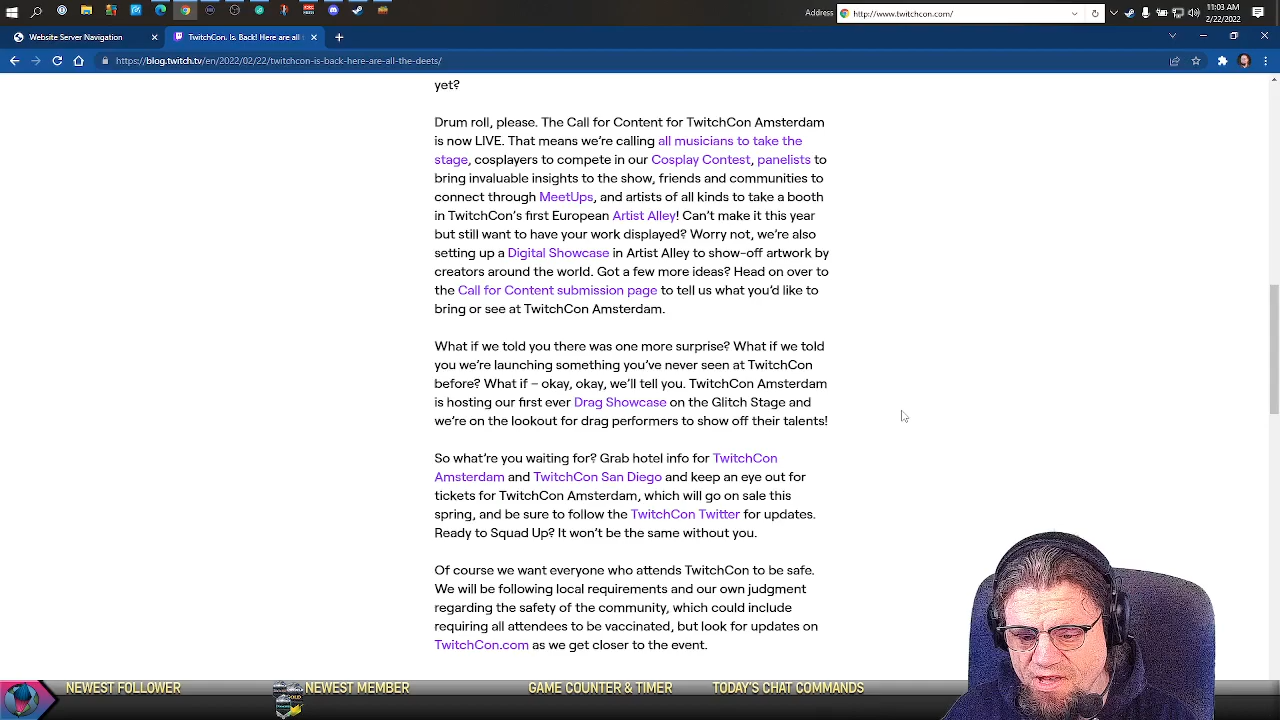 Address
http://www.twitchcon.com/
11:03 AM
2/22/2022
Website Server Navigation
TwitchCon. Is. Back! Here are all t
https://blog.twitch.tv/en/2022/02/22/twitchcon-is-back-here-are-all-the-deets/
yet?
Drum roll, please. The Call for Content for TwitchCon Amsterdam
is now LIVE. That means we're calling all musicians to take the
stage, cosplayers to compete in our Cosplay Contest, panelists to
bring invaluable insights to the show, friends and communities to
connect through MeetUps, and artists of all kinds to take a booth
in TwitchCon's first European Artist Alley! Can't make it this year
but still want to have your work displayed? Worry not, we're also
setting up a Digital Showcase in Artist Alley to show-off artwork by
creators around the world. Got a few more ideas? Head on over to
the Call for Content submission page to tell us what you'd like to
bring or see at TwitchCon Amsterdam.
What if we told you there was one more surprise? What if we told
you we're launching something you've never seen at TwitchCon
before? What if – okay, okay, we'll tell you. TwitchCon Amsterdam
is hosting our first ever Drag Showcase on the Glitch Stage and
we're on the lookout for drag performers to show off their talents!
So what're you waiting for? Grab hotel info for TwitchCon
Amsterdam and TwitchCon San Diego and keep an eye out for
tickets for TwitchCon Amsterdam, which will go on sale this
spring, and be sure to follow the TwitchCon Twitter for updates.
Ready to Squad Up? It won't be the same without you.
Of course we want everyone who attends TwitchCon to be safe.
We will be following local requirements and our own judgment
regarding the safety of the community, which could include
requiring all attendees to be vaccinated, but look for updates on
TwitchCon.com as we get closer to the event.
NEWEST FOLLOWER
NEWEST MEMBER
GAME COUNTER & TIMER
TODAY'S CHAT COMMANDS
GOLD